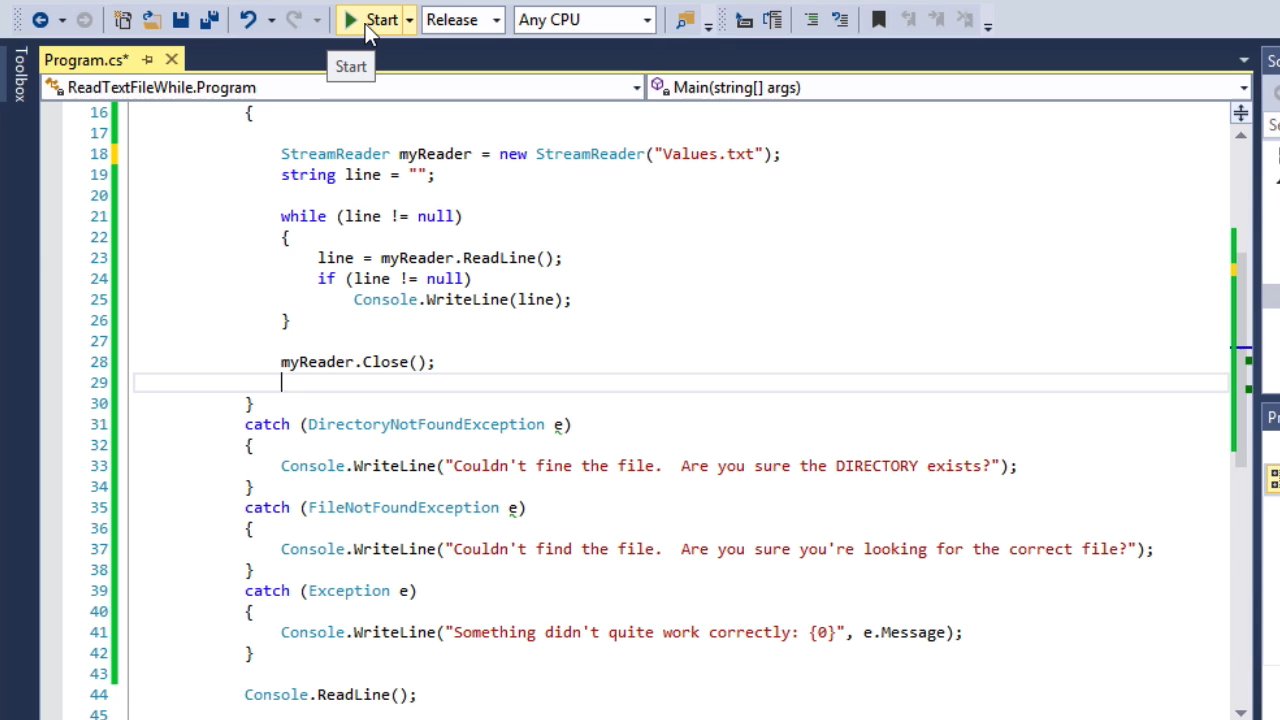 Start Release Any CPU
Program.cs*
Start
Toolbox
ReadTextFileWhile.Program Main(string[] args)
16 {
17
18 StreamReader myReader = new StreamReader("Values.txt");
19 string line = "";
20
21 while (line != null)
22 {
23 line = myReader.ReadLine();
24 if (line != null)
25 Console.WriteLine(line);
26 }
27
28 myReader.Close();
29
30 }
31 catch (DirectoryNotFoundException e)
32 {
33 Console.WriteLine("Couldn't fine the file.  Are you sure the DIRECTORY exists?");
34 }
35 catch (FileNotFoundException e)
36 {
37 Console.WriteLine("Couldn't find the file.  Are you sure you're looking for the correct file?");
38 }
39 catch (Exception e)
40 {
41 Console.WriteLine("Something didn't quite work correctly: {0}", e.Message);
42 }
43
44 Console.ReadLine();
45